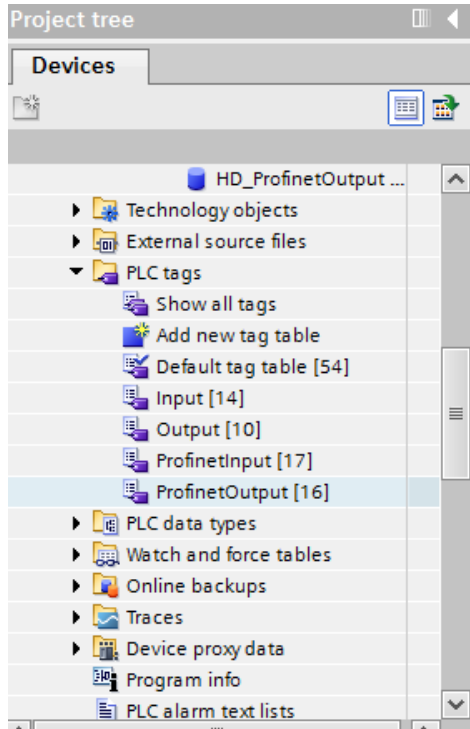 Project tree
Devices
HD_ProfinetOutput ...
Technology objects
External source files
PLC tags
Show all tags
Add new tag table
Default tag table [54]
Input [14]
Output [10]
ProfinetInput [17]
ProfinetOutput [16]
PLC data types
Watch and force tables
Online backups
Traces
Device proxy data
Program info
PLC alarm text lists